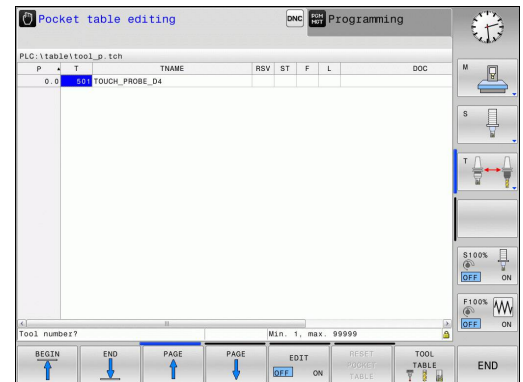 Pocket table editing
DNC
PGM
MDT
Programming
PLC:\table\tool_p.tch
P T TNAME RSV ST F L DOC
0.0 501 TOUCH_PROBE_D4
Tool number? Min. 1, max. 99999
BEGIN
END
PAGE
PAGE
EDIT
OFF ON
RESET
POCKET
TABLE
TOOL
TABLE
END
M
S
T
S100%
OFF ON
F100%
OFF ON